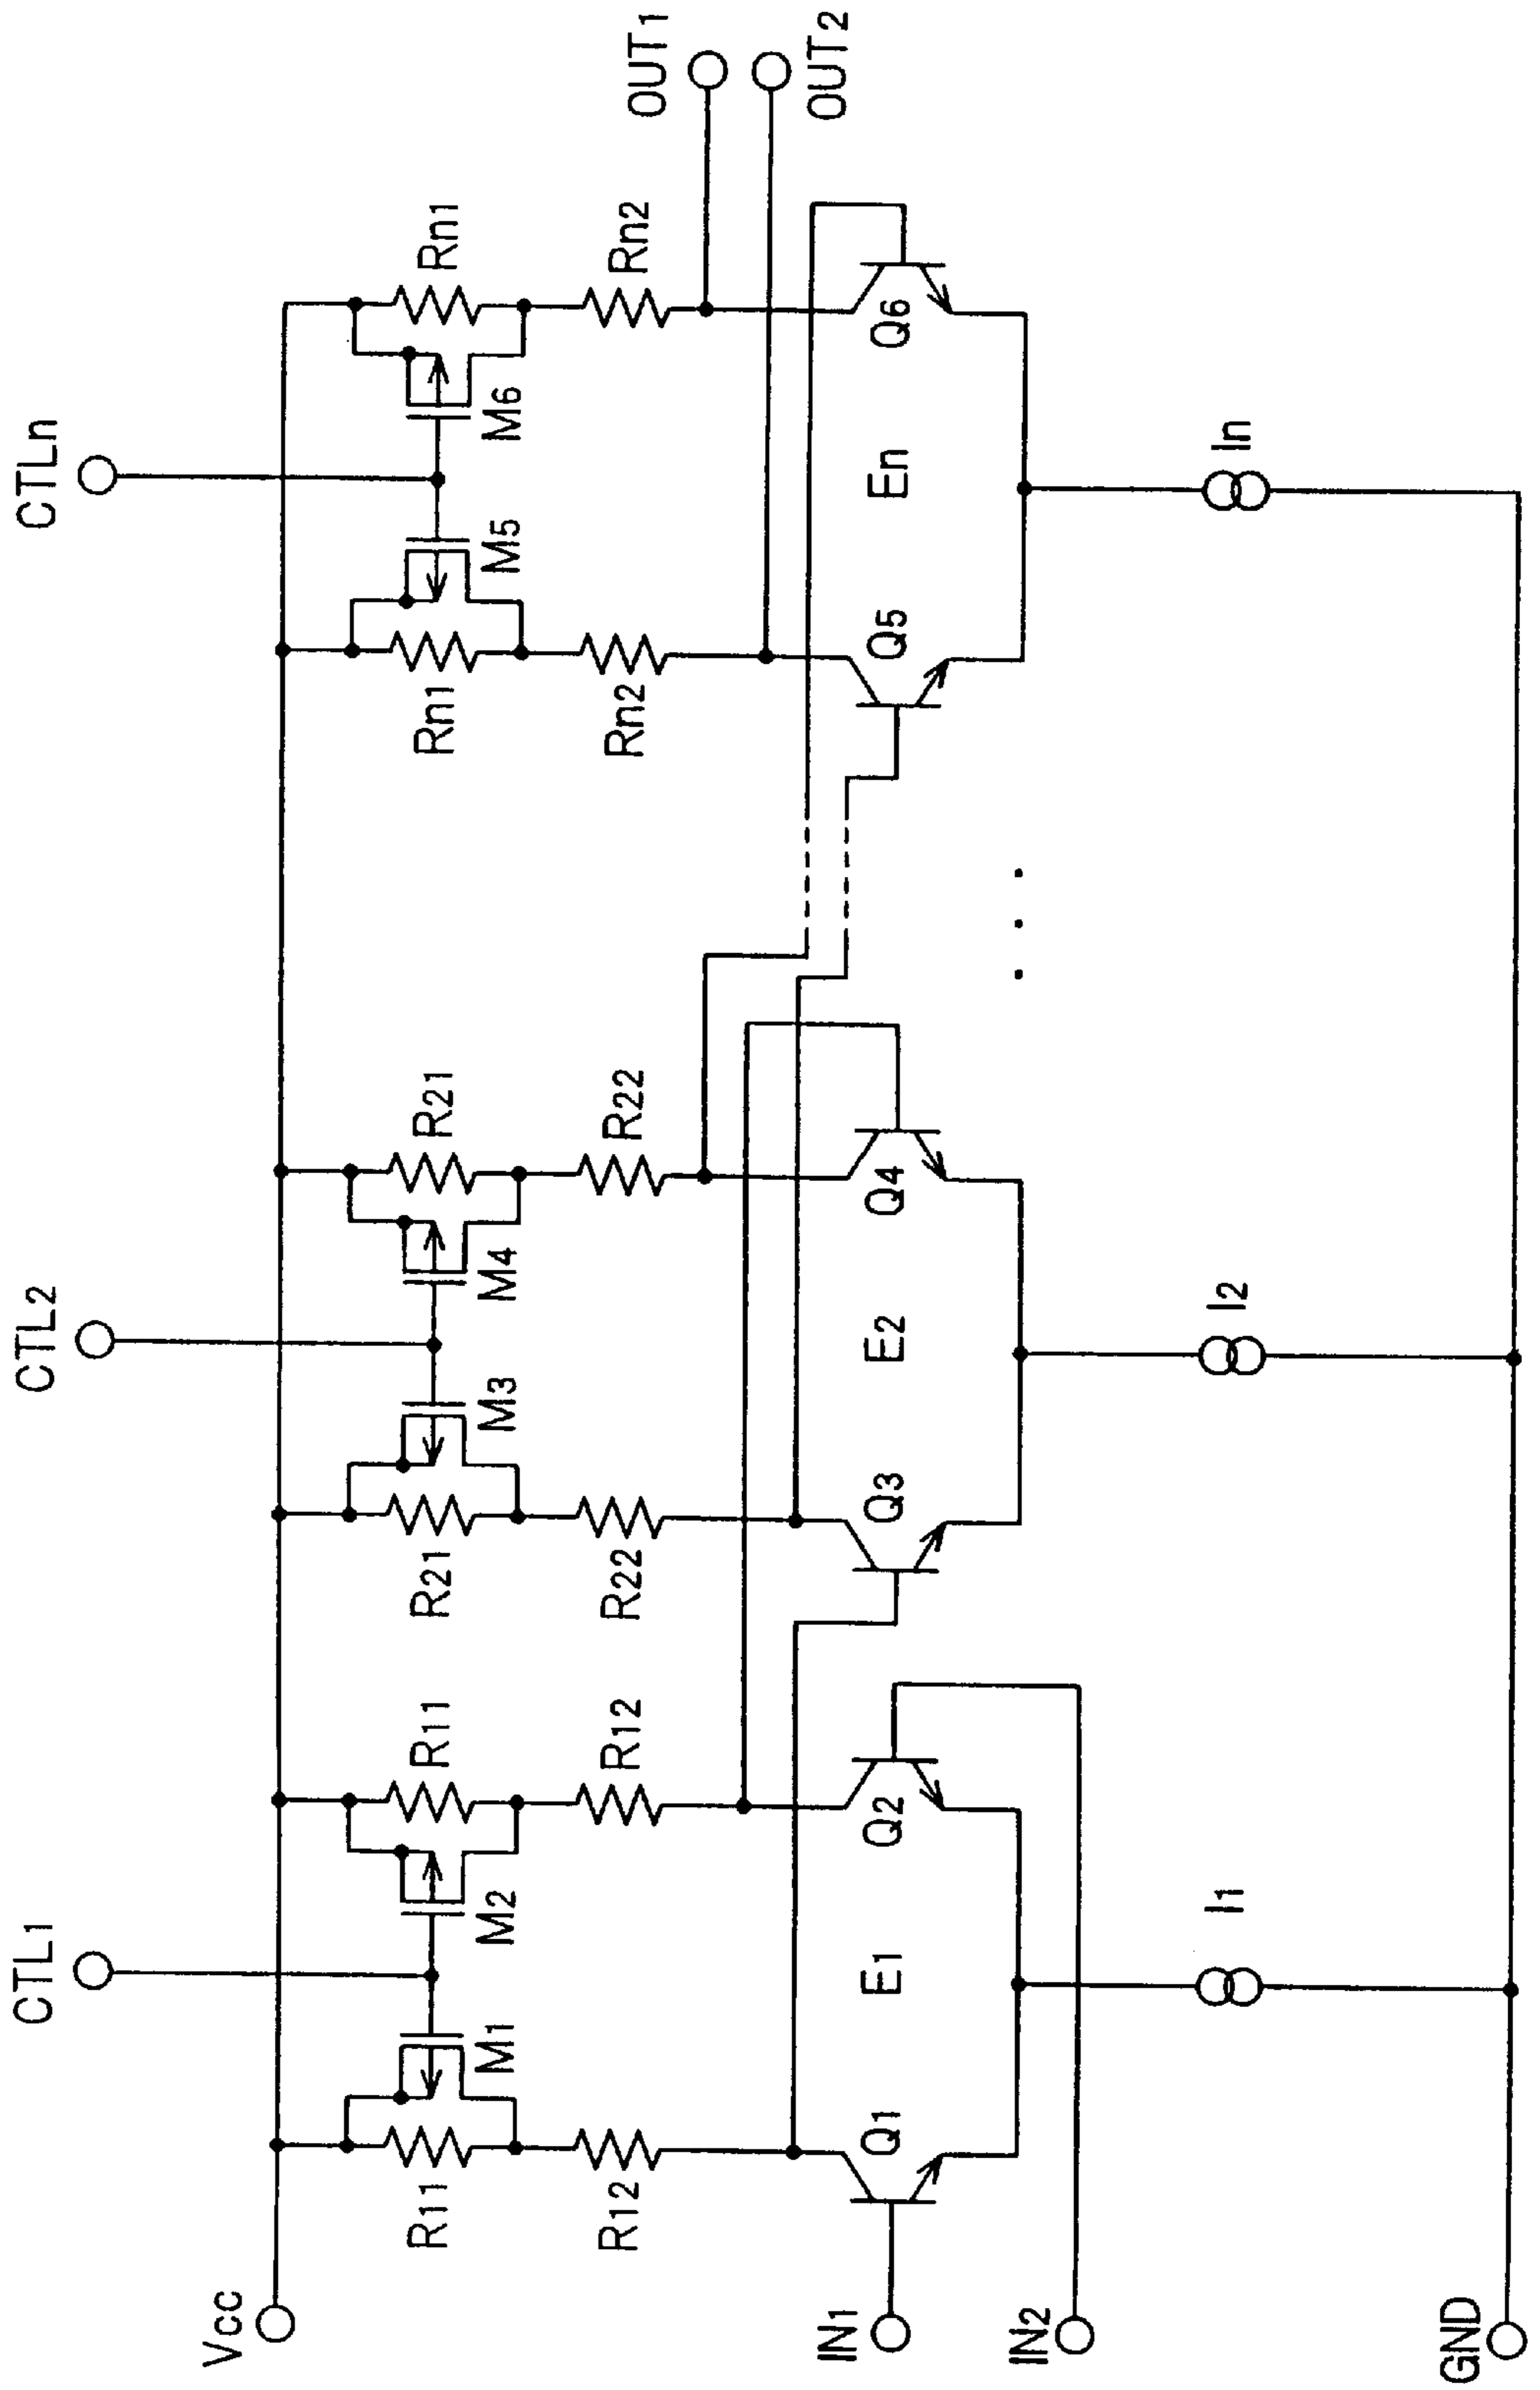 CTL1
CTL2
CTLn
Vcc
R11
M1
M2
R11
R21
M3
M4
R21
Rn1
M5
M6
Rn1
R12
R12
R22
R22
Rn2
Rn2
OUT1
OUT2
IN1
Q1
E1
Q2
Q3
E2
Q4
Q5
En
Q6
...
IN2
I1
I2
In
GND